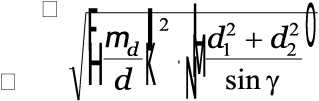 √ H m_d/d K ² · M (d₁² + d₂²)/sin γ